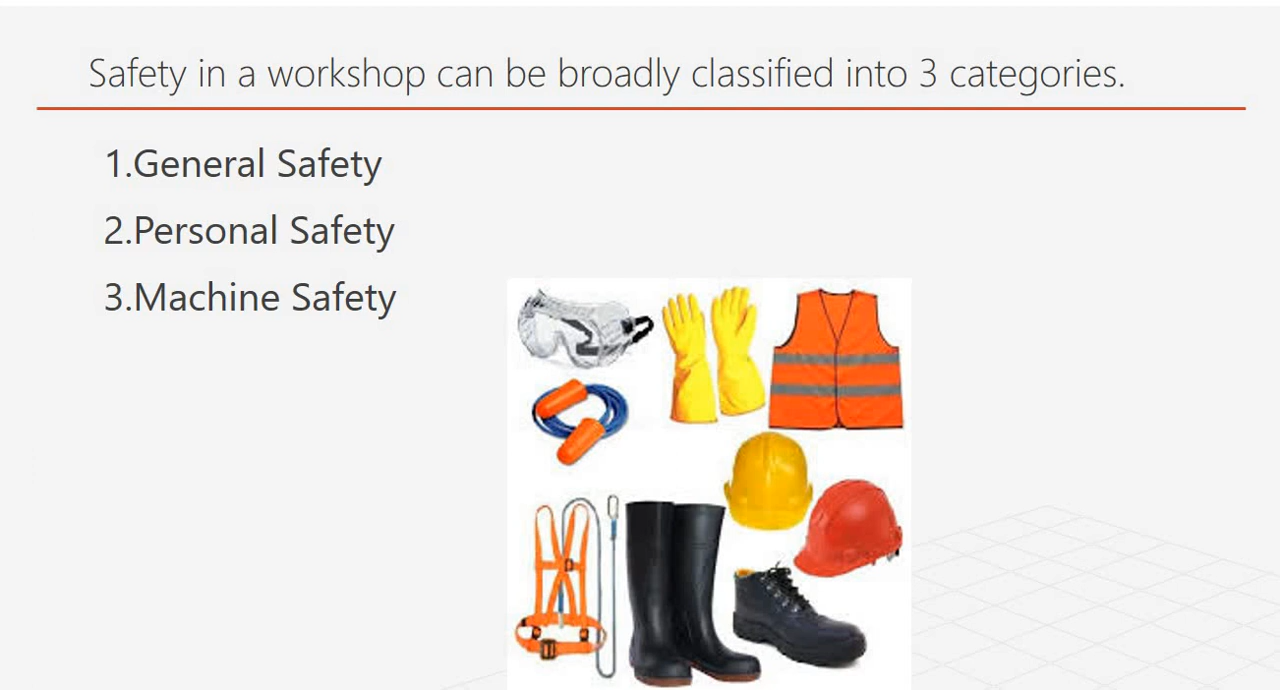 Safety in a workshop can be broadly classified into 3 categories.
1.General Safety
2.Personal Safety
3.Machine Safety